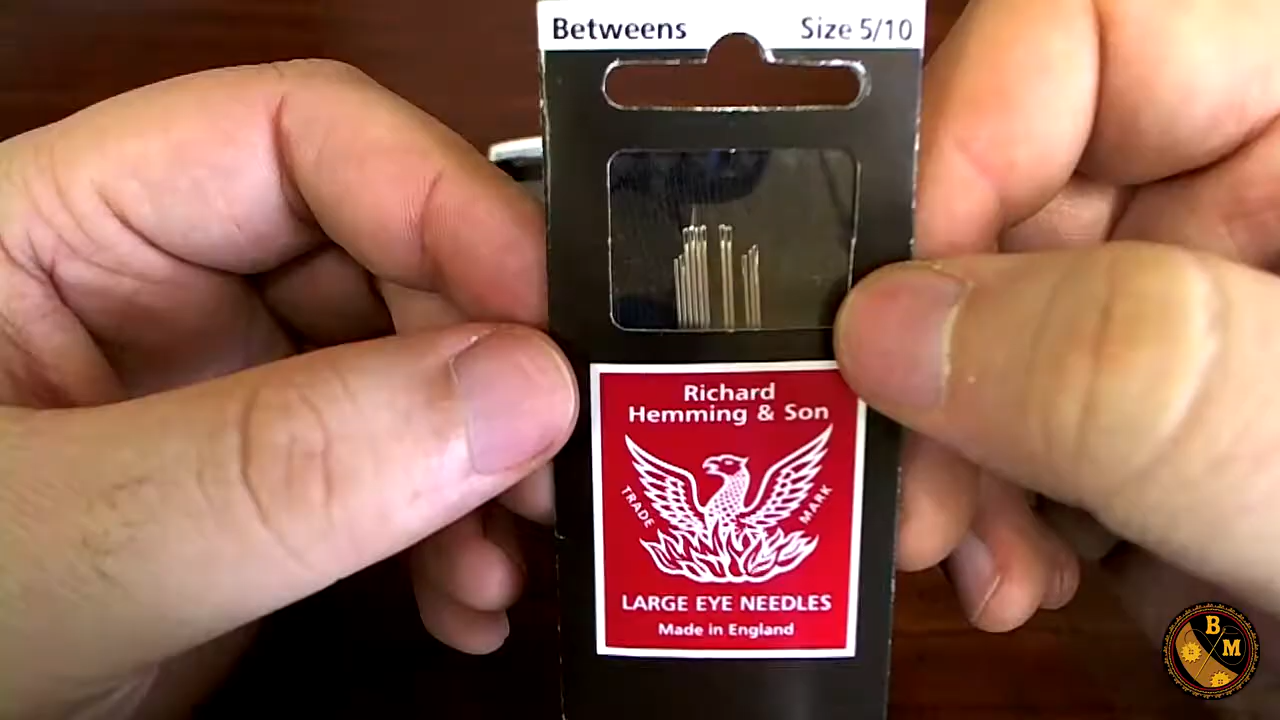 Betweens Size 5/10
Richard
Hemming & Son
TRADE MARK
LARGE EYE NEEDLES
Made in England
B
M